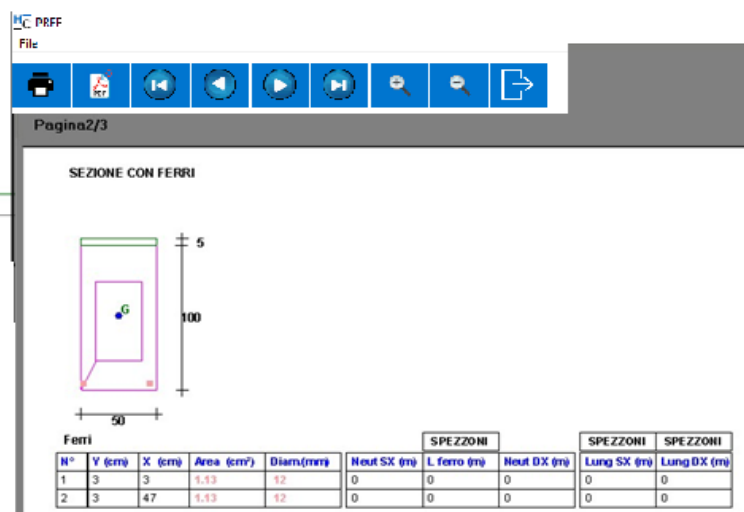 HC PREF
File
PDF
Pagina2/3
SEZIONE CON FERRI
5
G
100
50
Ferri SPEZZONI SPEZZONI SPEZZONI
N° Y (cm) X (cm) Area (cm²) Diam.(mm) Neut SX (m) L ferro (m) Neut DX (m) Lung SX (m) Lung DX (m)
1 3 3 1.13 12 0 0 0 0 0
2 3 47 1.13 12 0 0 0 0 0